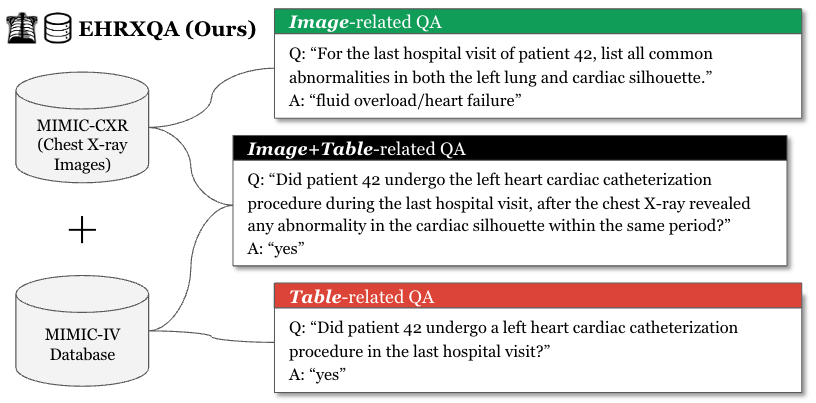 EHRXQA (Ours)
MIMIC-CXR
(Chest X-ray
Images)
+
MIMIC-IV
Database
Image-related QA
Q: “For the last hospital visit of patient 42, list all common
abnormalities in both the left lung and cardiac silhouette.”
A: “fluid overload/heart failure”
Image+Table-related QA
Q: “Did patient 42 undergo the left heart cardiac catheterization
procedure during the last hospital visit, after the chest X-ray revealed
any abnormality in the cardiac silhouette within the same period?”
A: “yes”
Table-related QA
Q: “Did patient 42 undergo a left heart cardiac catheterization
procedure in the last hospital visit?”
A: “yes”